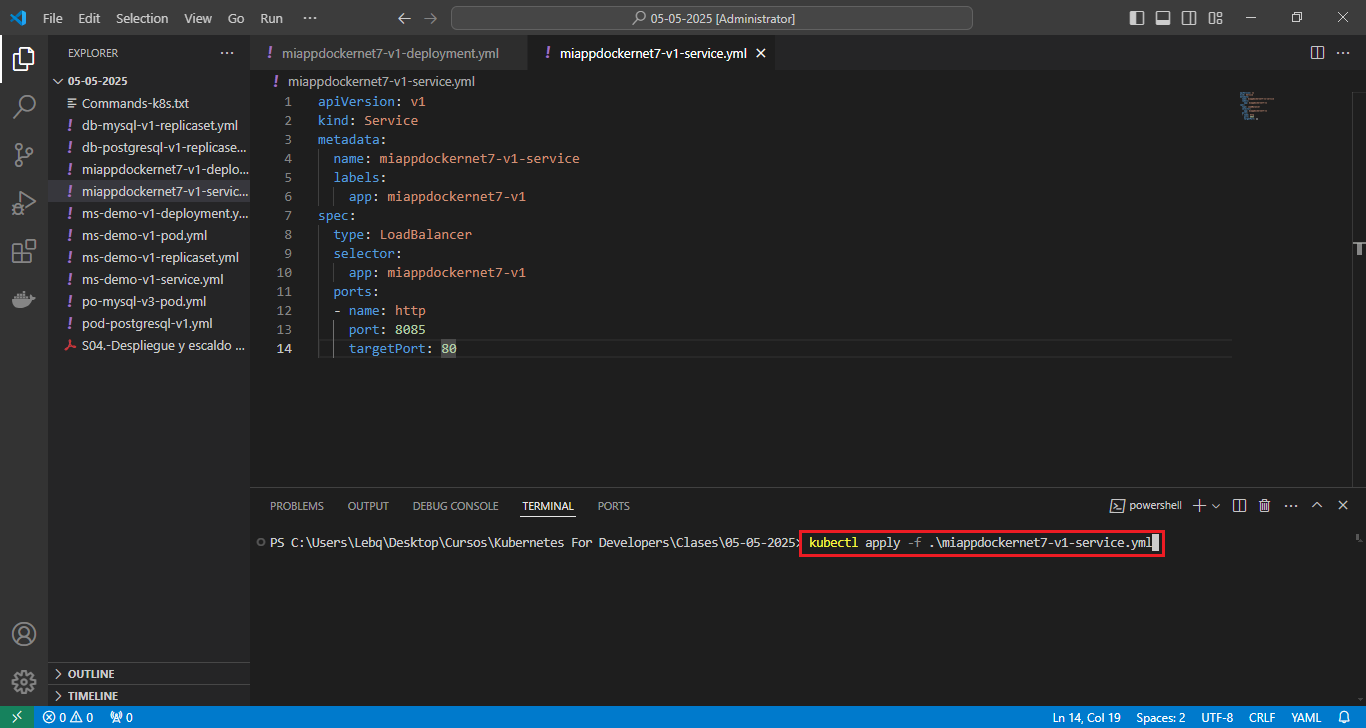 File Edit Selection View Go Run ···
05-05-2025 [Administrator]
EXPLORER ···
05-05-2025
Commands-k8s.txt
! db-mysql-v1-replicaset.yml
! db-postgresql-v1-replicase...
! miappdockernet7-v1-deplo...
! miappdockernet7-v1-servic...
! ms-demo-v1-deployment.y...
! ms-demo-v1-pod.yml
! ms-demo-v1-replicaset.yml
! ms-demo-v1-service.yml
! po-mysql-v3-pod.yml
! pod-postgresql-v1.yml
S04.-Despliegue y escaldo ...
OUTLINE
TIMELINE
! miappdockernet7-v1-deployment.yml
! miappdockernet7-v1-service.yml
! miappdockernet7-v1-service.yml
1 apiVersion: v1
2 kind: Service
3 metadata:
4 name: miappdockernet7-v1-service
5 labels:
6 app: miappdockernet7-v1
7 spec:
8 type: LoadBalancer
9 selector:
10 app: miappdockernet7-v1
11 ports:
12 - name: http
13 port: 8085
14 targetPort: 80
PROBLEMS OUTPUT DEBUG CONSOLE TERMINAL PORTS
powershell
PS C:\Users\Lebq\Desktop\Cursos\Kubernetes For Developers\Clases\05-05-2025> kubectl apply -f .\miappdockernet7-v1-service.yml
0 0 0
Ln 14, Col 19 Spaces: 2 UTF-8 CRLF YAML